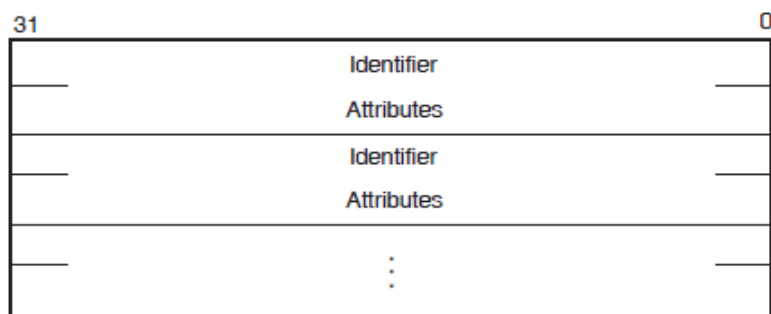 31 0
Identifier
Attributes
Identifier
Attributes
⋮